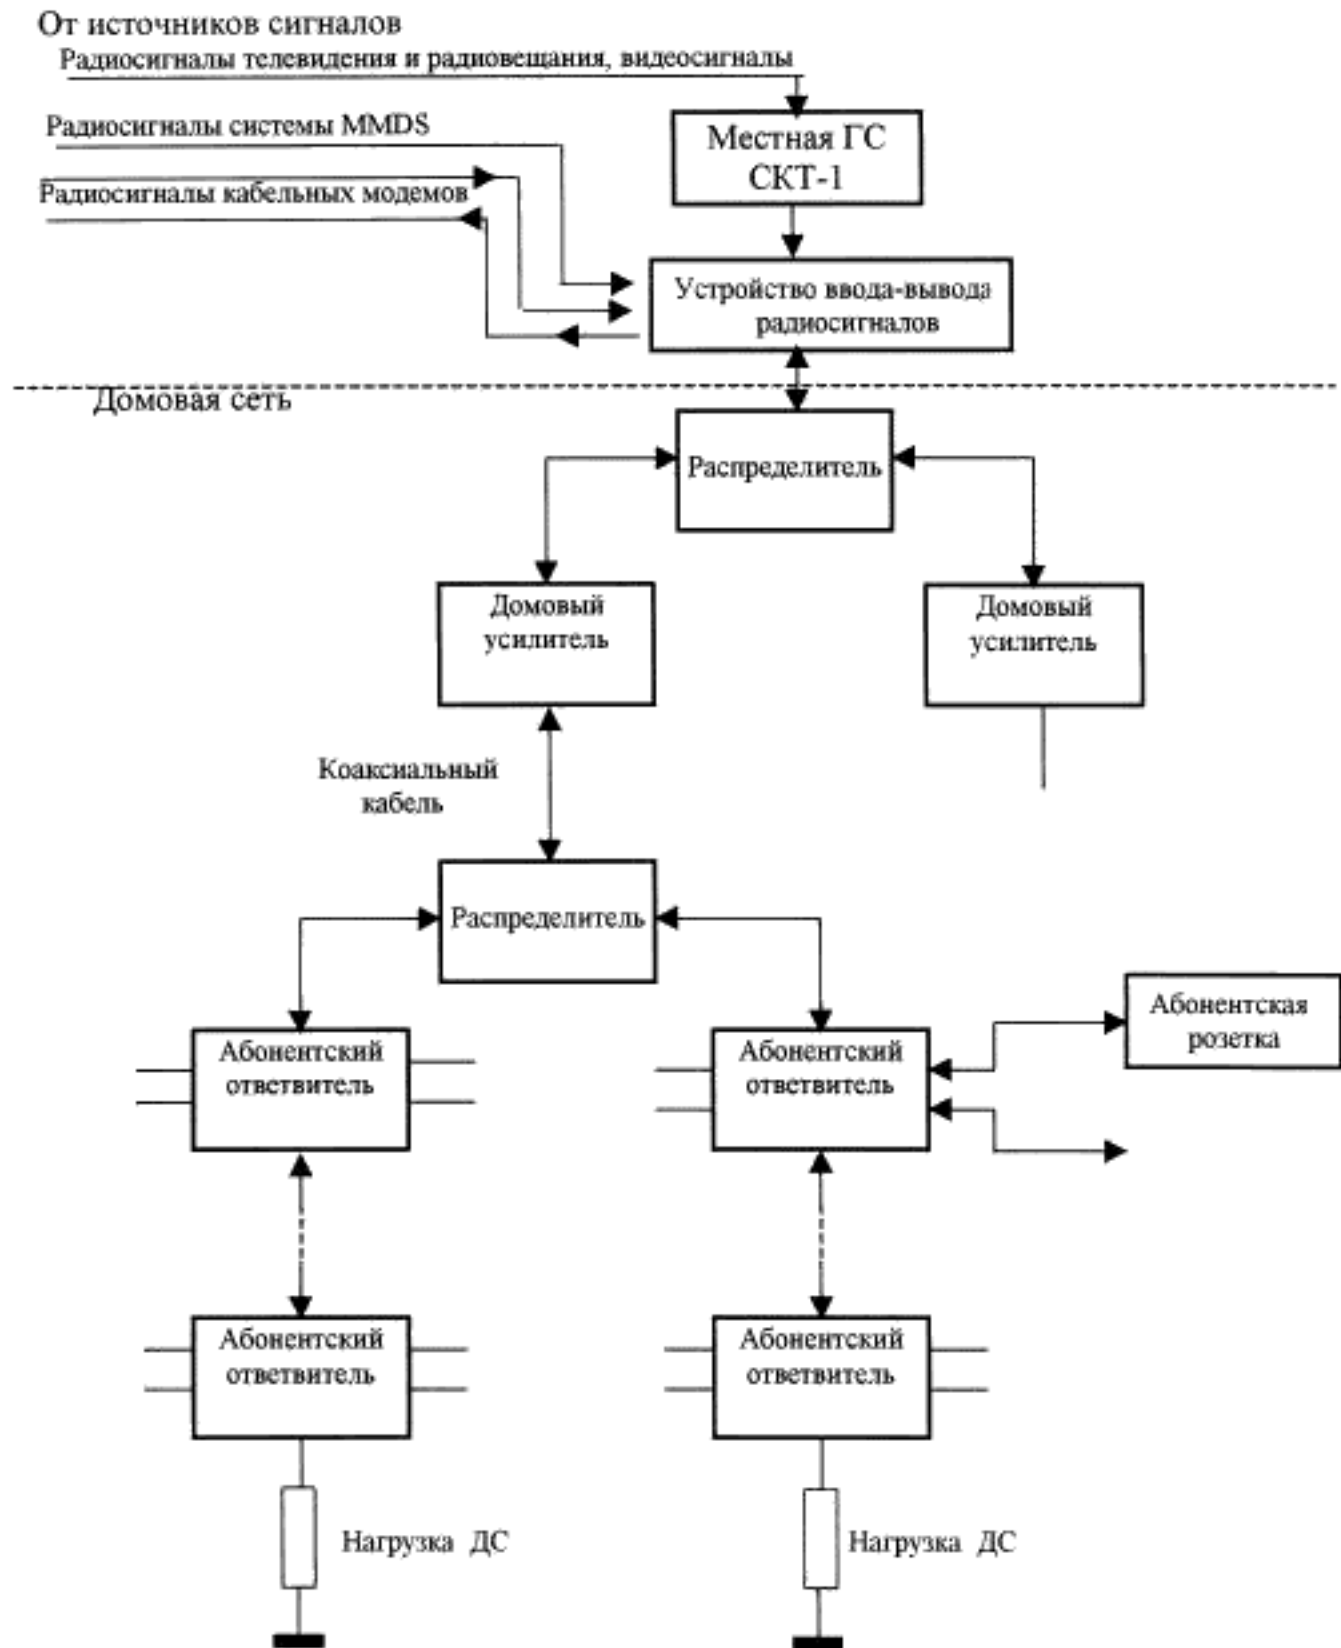 От источников сигналов
Радиосигналы телевидения и радиовещания, видеосигналы
Радиосигналы системы MMDS
Местная ГС
СКТ-1
Радиосигналы кабельных модемов
Устройство ввода-вывода
радиосигналов
Домовая сеть
Распределитель
Домовый
усилитель
Домовый
усилитель
Коаксиальный
кабель
Распределитель
Абонентская
розетка
Абонентский
ответвитель
Абонентский
ответвитель
Абонентский
ответвитель
Абонентский
ответвитель
Нагрузка ДС
Нагрузка ДС